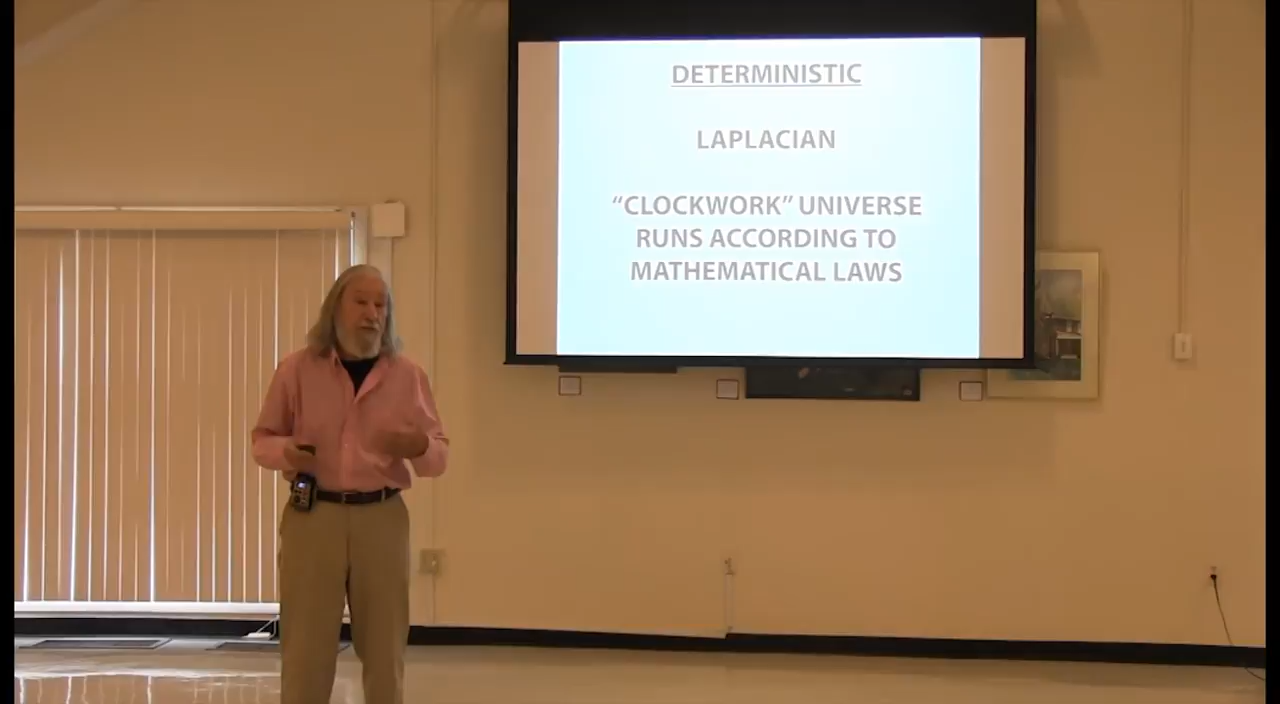 DETERMINISTIC
LAPLACIAN
“CLOCKWORK” UNIVERSE
RUNS ACCORDING TO
MATHEMATICAL LAWS